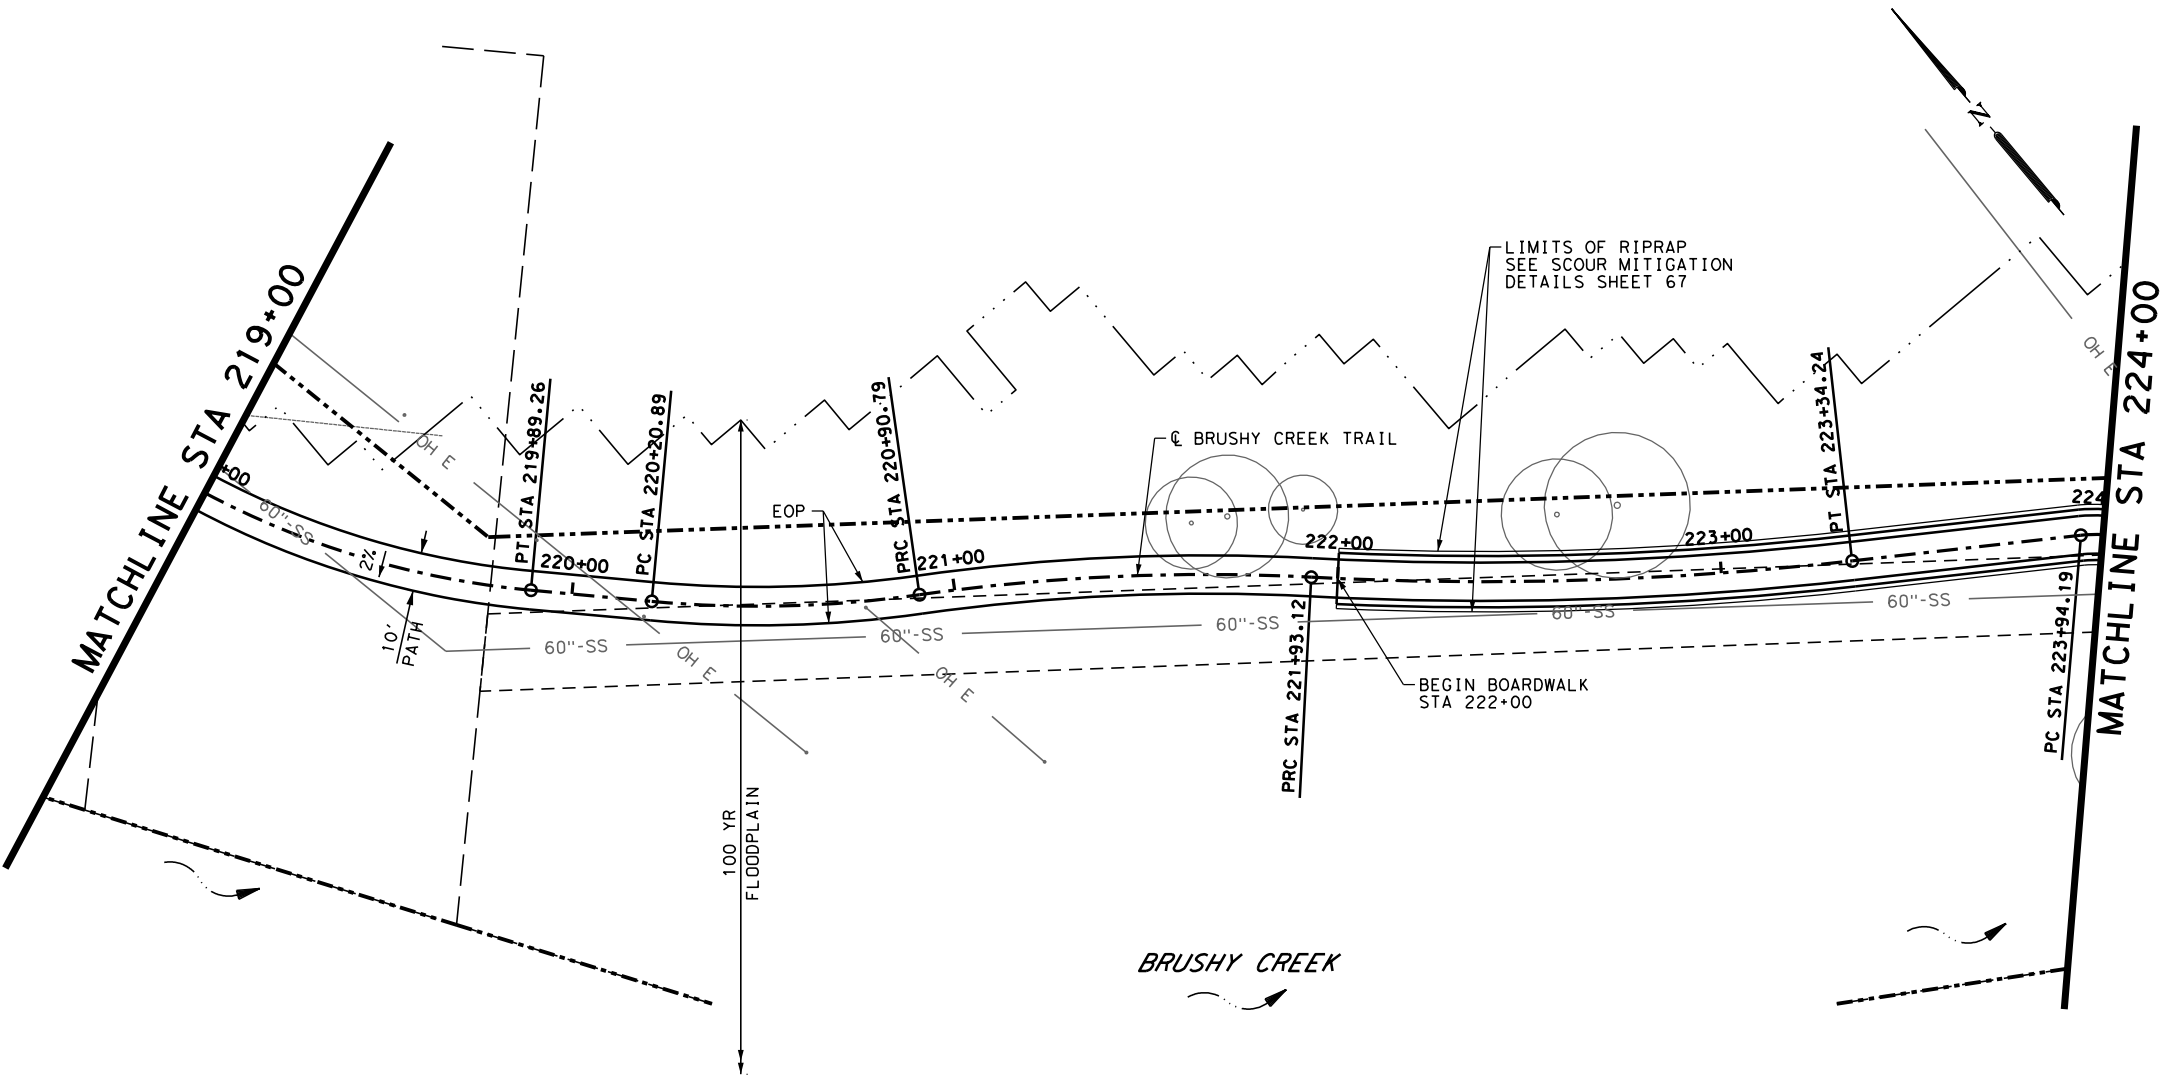 N
LIMITS OF RIPRAP
SEE SCOUR MITIGATION
DETAILS SHEET 67
MATCHLINE STA 219+00
MATCHLINE STA 224+00
OH E
OH E
PT STA 219+89.26
PC STA 220+20.89
PRC STA 220+90.79
PT STA 223+34.24
℄ BRUSHY CREEK TRAIL
EOP
+00
220+00
221+00
222+00
223+00
224
60"-SS
2%
10'
PATH
60"-SS
60"-SS
60"-SS
60"-SS
60"-SS
OH E
OH E
PRC STA 221+93.12
PC STA 223+94.19
BEGIN BOARDWALK
STA 222+00
100 YR
FLOODPLAIN
BRUSHY CREEK